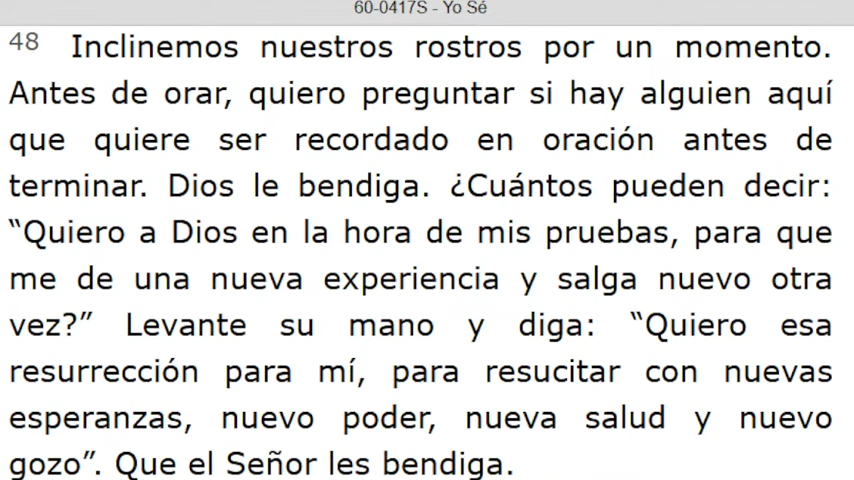 60-0417S - Yo Sé
48 Inclinemos nuestros rostros por un momento.
Antes de orar, quiero preguntar si hay alguien aquí
que quiere ser recordado en oración antes de
terminar. Dios le bendiga. ¿Cuántos pueden decir:
“Quiero a Dios en la hora de mis pruebas, para que
me de una nueva experiencia y salga nuevo otra
vez?” Levante su mano y diga: “Quiero esa
resurrección para mí, para resucitar con nuevas
esperanzas, nuevo poder, nueva salud y nuevo
gozo”. Que el Señor les bendiga.